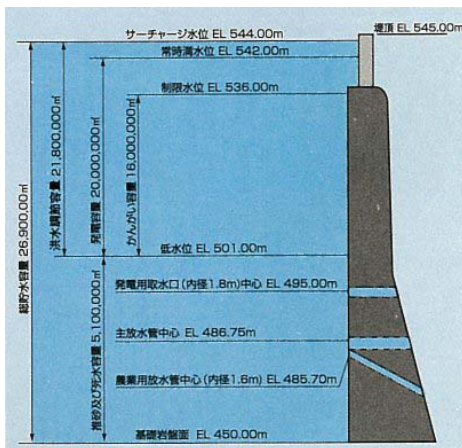 サーチャージ水位 EL 544.00m
堤頂 EL 545.00m
常時満水位 EL 542.00m
制限水位 EL 536.00m
総貯水容量 26,900,00㎥
洪水調節容量 21,800,000㎥
発電容量 20,000,000㎥
かんがい容量 16,000,000㎥
低水位 EL 501.00m
発電用取水口(内径1.8m)中心 EL 495.00m
堆砂及び死水容量 5,100,000㎥
主放水管中心 EL 486.75m
農業用放水管中心(内径1.6m) EL 485.70m
基礎岩盤面 EL 450.00m